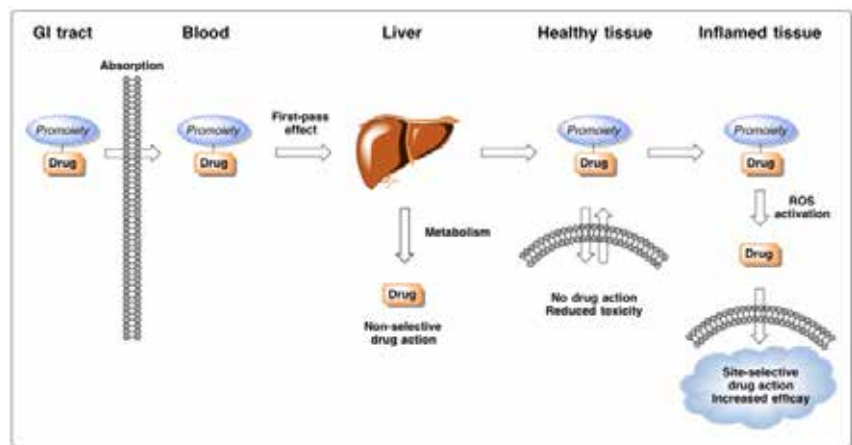 GI tract
Blood
Liver
Healthy tissue
Inflamed tissue
Absorption
Promoiety
Drug
Promoiety
Drug
First-pass
effect
Promoiety
Drug
Promoiety
Drug
Metabolism
Drug
Non-selective
drug action
No drug action
Reduced toxicity
ROS
activation
Drug
Site-selective
drug action
Increased efficay